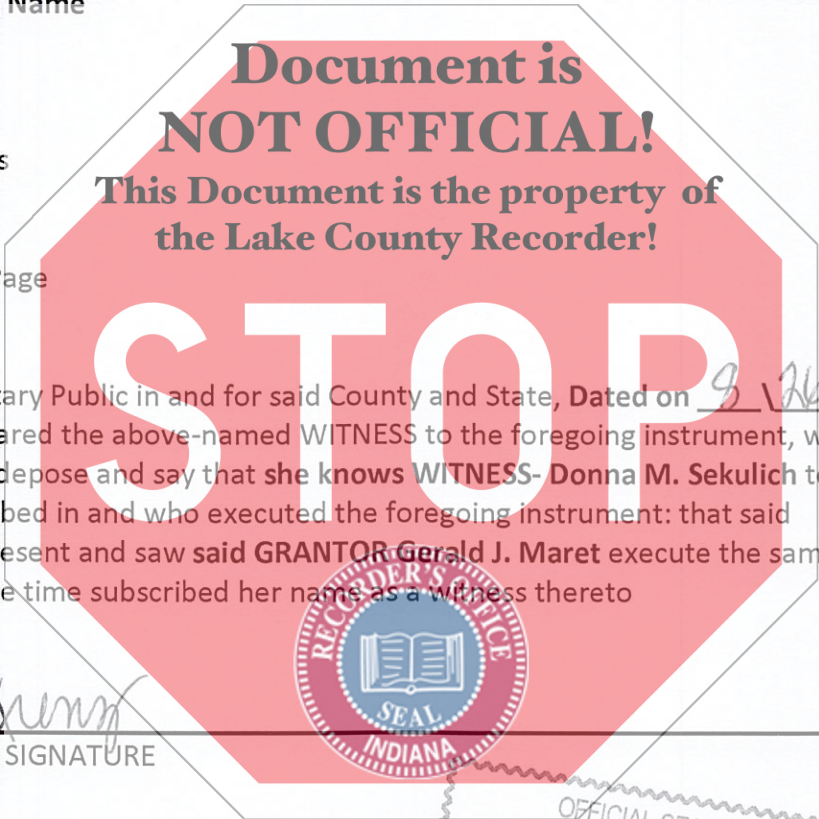 Name
Document is
NOT OFFICIAL!
This Document is the property of
the Lake County Recorder!
s
age
STOP
ary Public in and for said County and State, Dated on 8 \ 26
ared the above-named WITNESS to the foregoing instrument, w
depose and say that she knows WITNESS- Donna M. Sekulich t
bed in and who executed the foregoing instrument: that said
esent and saw said GRANTOR Gerald J. Maret execute the sam
e time subscribed her name as a witness thereto
RECORDER'S OFFICE
SEAL
INDIANA
SIGNATURE
OFFICIAL